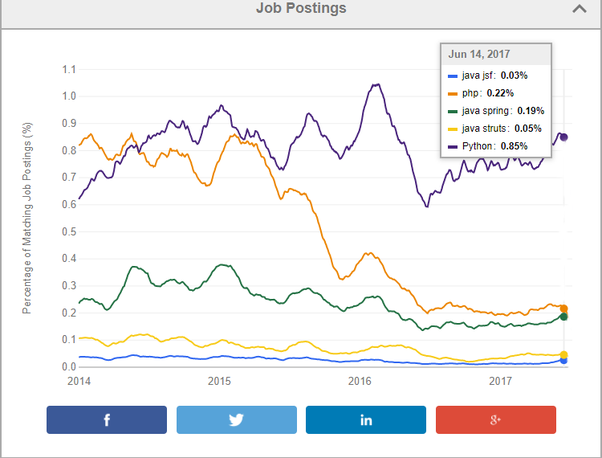 Job Postings
Jun 14, 2017
java jsf: 0.03%
php: 0.22%
java spring: 0.19%
java struts: 0.05%
Python: 0.85%
Percentage of Matching Job Postings (%)
1.1
1.0
0.9
0.8
0.7
0.6
0.5
0.4
0.3
0.2
0.1
0.0
2014 2015 2016 2017
f in g+